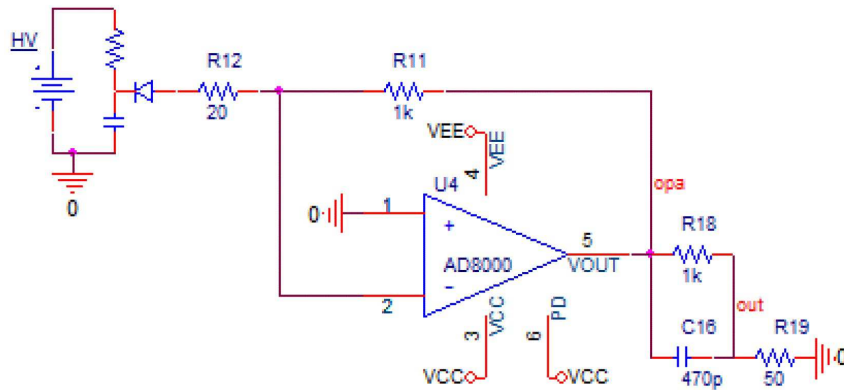 HV
R12
20
R11
1k
VEE
VEE
4
U4
opa
0
0
1
+
AD8000
-
5
VOUT
R18
1k
2
3
VCC
6
PD
out
C16
470p
R19
50
0
VCC
VCC